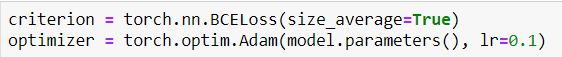 criterion = torch.nn.BCELoss(size_average=True)
optimizer = torch.optim.Adam(model.parameters(), lr=0.1)